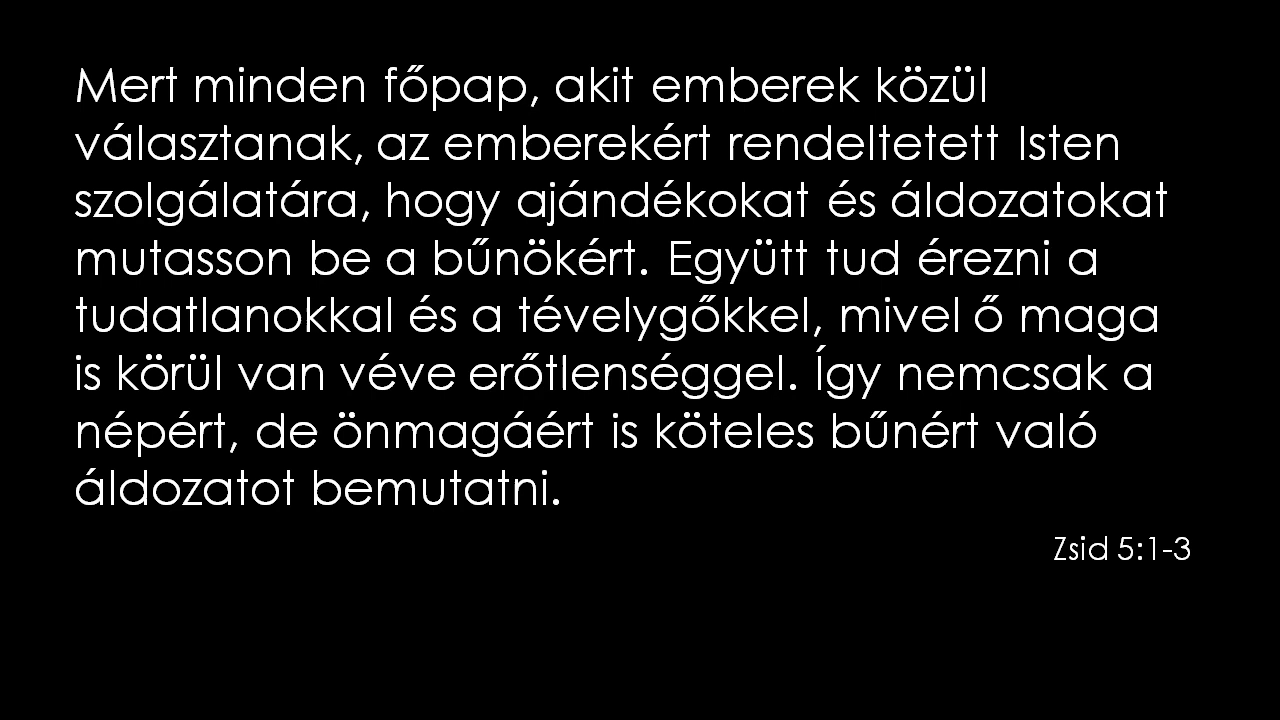 Mert minden főpap, akit emberek közül
választanak, az emberekért rendeltetett Isten
szolgálatára, hogy ajándékokat és áldozatokat
mutasson be a bűnökért. Együtt tud érezni a
tudatlanokkal és a tévelygőkkel, mivel ő maga
is körül van véve erőtlenséggel. Így nemcsak a
népért, de önmagáért is köteles bűnért való
áldozatot bemutatni.
Zsid 5:1-3